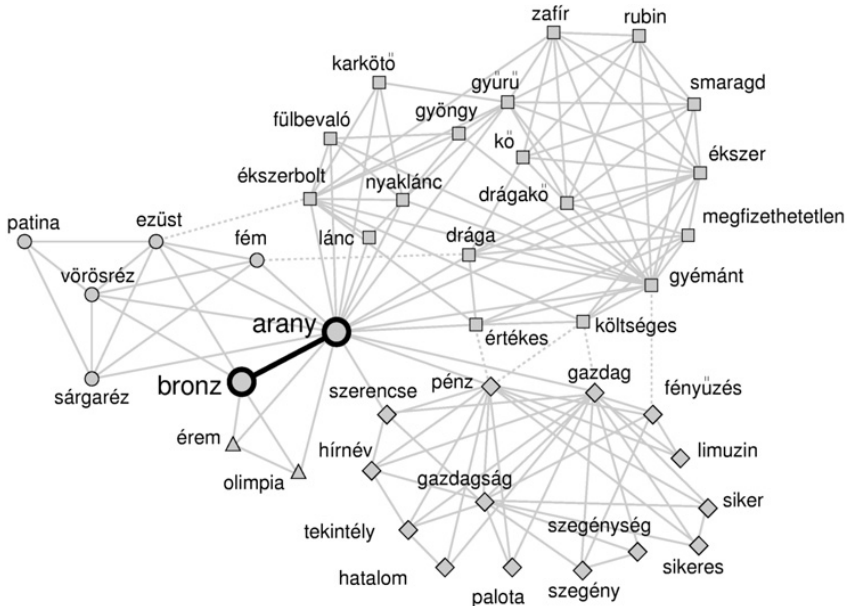 zafír
rubin
karkötő
gyűrű
smaragd
fülbevaló
gyöngy
kő
ékszer
ékszerbolt
nyaklánc
drágakő
patina
ezüst
fém
lánc
drága
megfizethetetlen
vörösréz
gyémánt
arany
értékes
költséges
bronz
szerencse
pénz
gazdag
fényűzés
sárgaréz
érem
hírnév
limuzin
olimpia
gazdagság
siker
tekintély
szegénység
sikeres
hatalom
palota
szegény